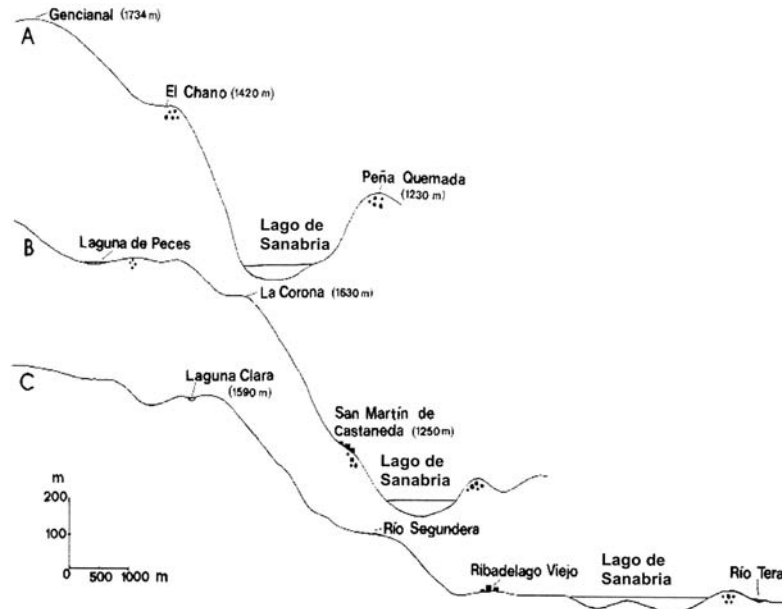 Gencianal (1734 m)
A
El Chano (1420 m)
Peña Quemada
(1230 m)
Lago de
Sanabria
B
Laguna de Peces
La Corona (1630 m)
C
Laguna Clara
(1590 m)
San Martín de
Castaneda (1250m)
Lago de
Sanabria
m
200
100
0 500 1000 m
Río Segundera
Ribadelago Viejo
Lago de
Sanabria
Río Tera